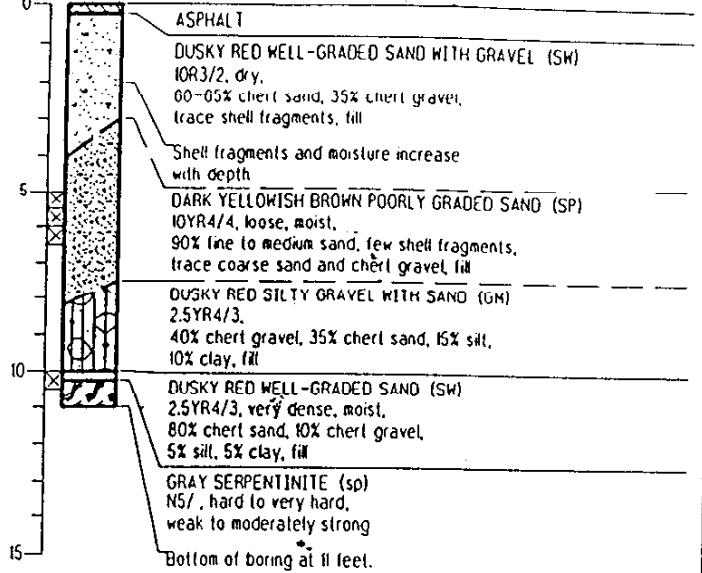 0
ASPHALT
DUSKY RED WELL-GRADED SAND WITH GRAVEL (SW)
10R3/2, dry,
60-65% chert sand, 35% chert gravel,
trace shell fragments, fill
Shell fragments and moisture increase
with depth
5
DARK YELLOWISH BROWN POORLY GRADED SAND (SP)
10YR4/4, loose, moist,
90% fine to medium sand, few shell fragments,
trace coarse sand and chert gravel, fill
DUSKY RED SILTY GRAVEL WITH SAND (GM)
2.5YR4/3,
40% chert gravel, 35% chert sand, 15% silt,
10% clay, fill
10
DUSKY RED WELL-GRADED SAND (SW)
2.5YR4/3, very dense, moist,
80% chert sand, 10% chert gravel,
5% silt, 5% clay, fill
GRAY SERPENTINITE (sp)
N5/ , hard to very hard,
weak to moderately strong
15
Bottom of boring at 11 feet.